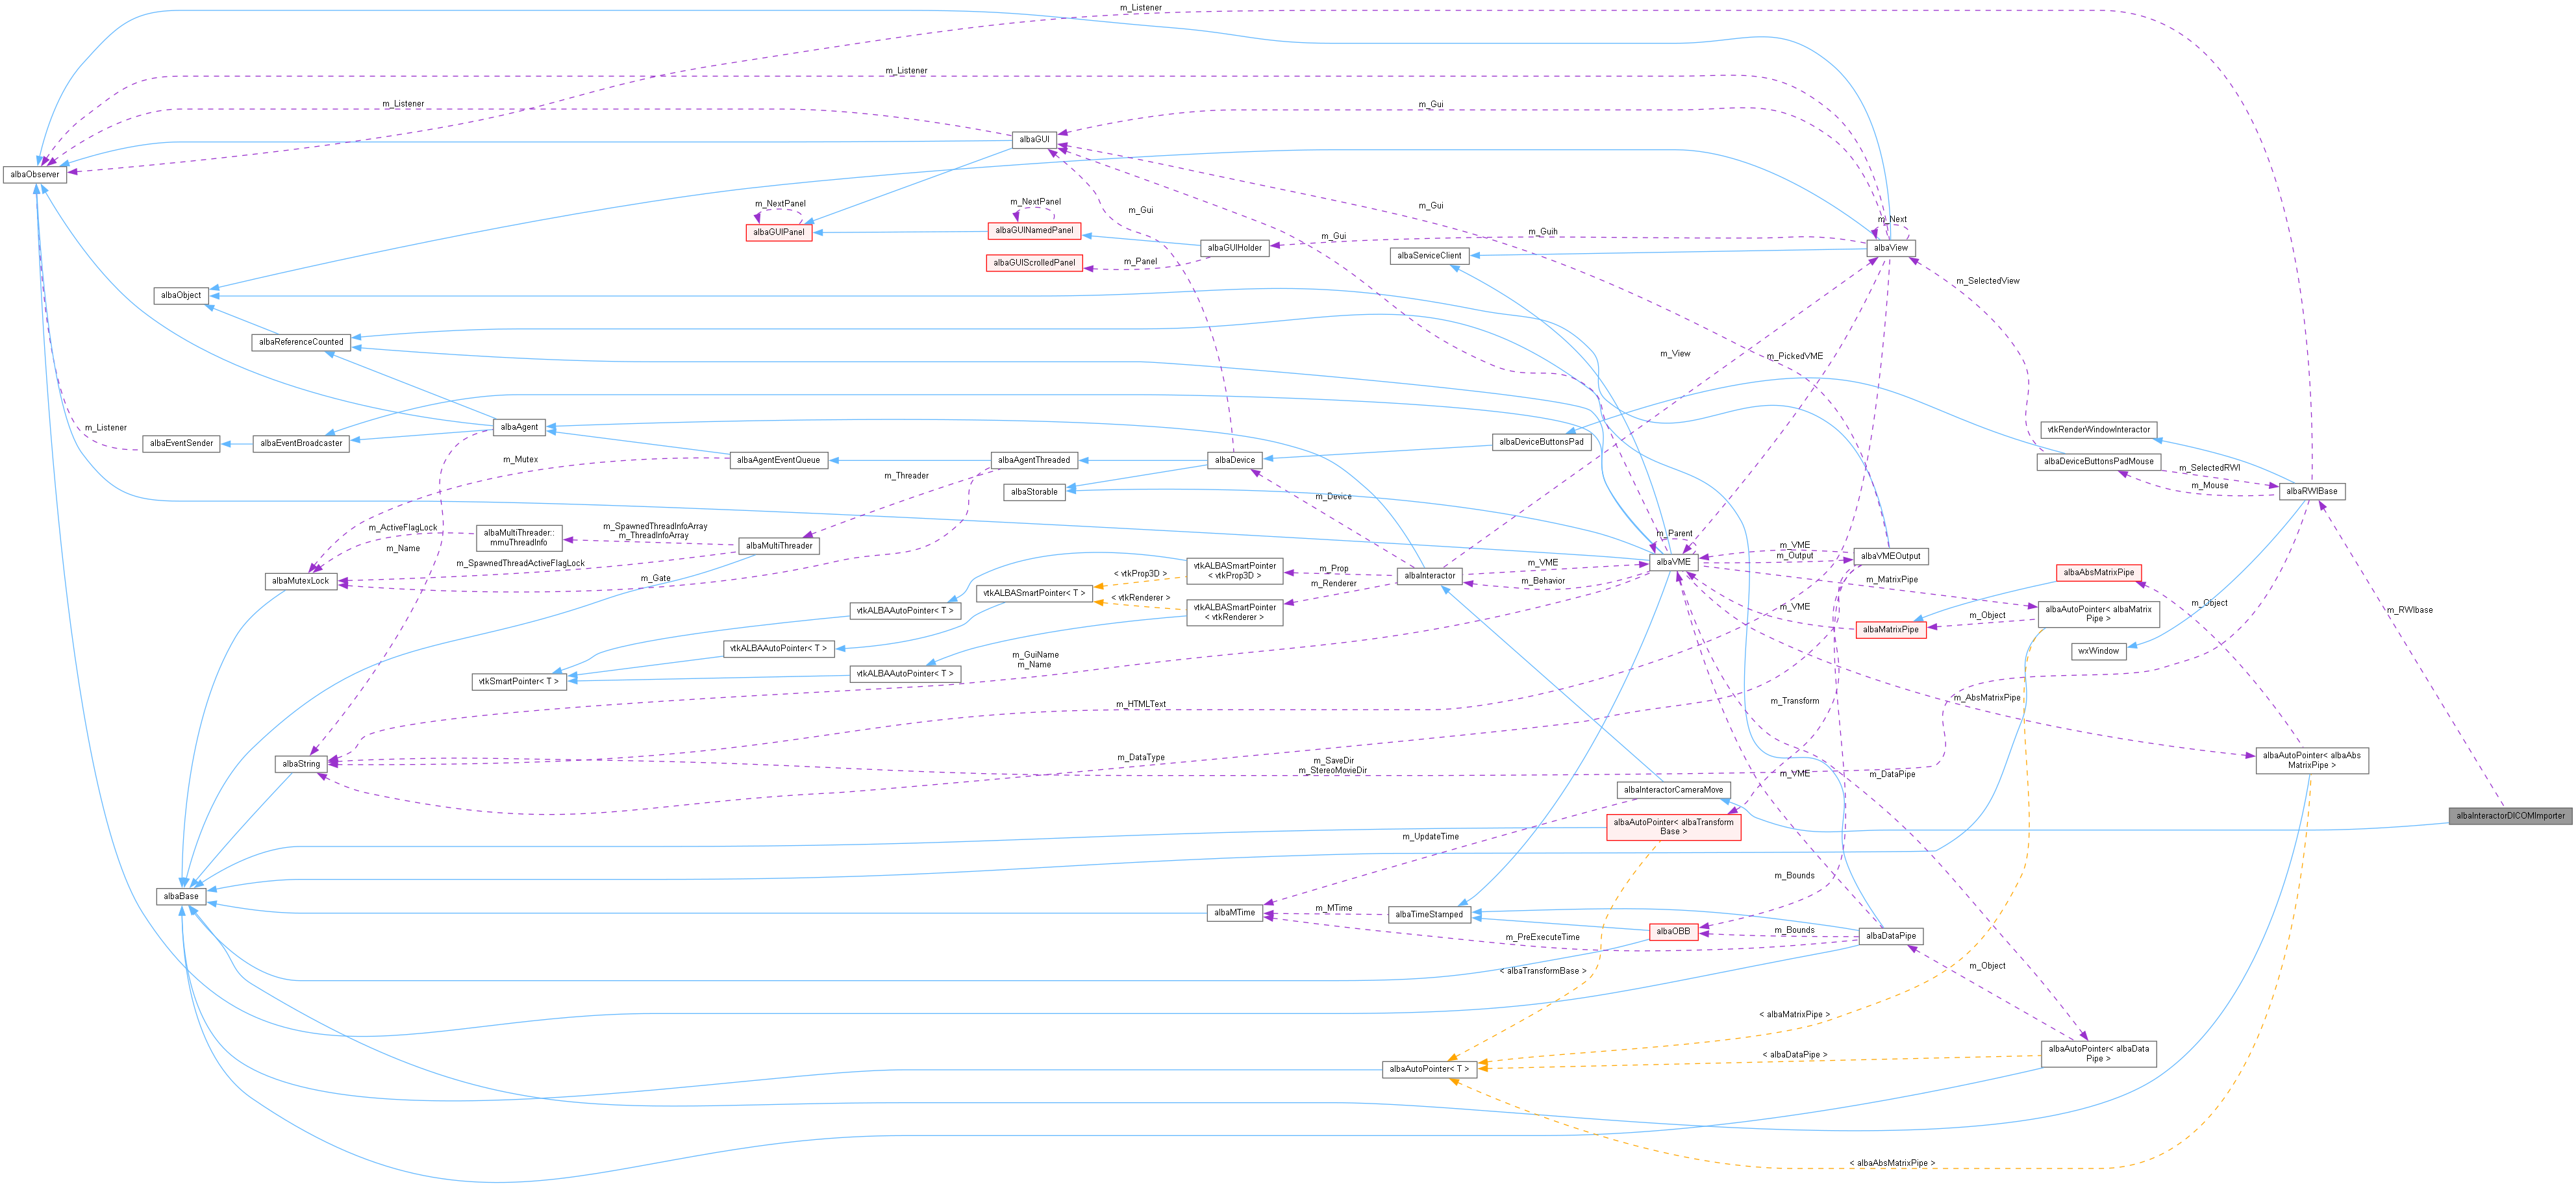 m_Listener
m_Listener
m_Listener
m_Gui
albaGUI
albaObserver
m_NextPanel
m_NextPanel
m_Gui
m_Gui
m_Next
albaGUIPanel
albaGUINamedPanel
m_Gui
m_Guih
albaGUIHolder
albaView
albaServiceClient
albaGUIScrolledPanel
m_Panel
m_SelectedView
albaObject
albaReferenceCounted
m_View
m_PickedVME
m_Listener
albaAgent
albaEventSender
albaEventBroadcaster
albaDeviceButtonsPad
vtkRenderWindowInteractor
m_Mutex
albaAgentEventQueue
albaAgentThreaded
albaDevice
albaDeviceButtonsPadMouse
m_SelectedRWI
m_Threader
m_Mouse
albaRWIBase
albaStorable
m_Device
m_ActiveFlagLock
albaMultiThreader::
mmuThreadInfo
m_SpawnedThreadInfoArray
m_ThreadInfoArray
m_Parent
m_Name
albaMultiThreader
m_VME
m_Output
albaVMEOutput
m_SpawnedThreadActiveFlagLock
albaMutexLock
m_Gate
< vtkProp3D >
vtkALBASmartPointer
< vtkProp3D >
m_Prop
albaInteractor
m_VME
m_Behavior
albaVME
m_MatrixPipe
albaAbsMatrixPipe
vtkALBASmartPointer< T >
< vtkRenderer >
m_Renderer
vtkALBASmartPointer
< vtkRenderer >
vtkALBAAutoPointer< T >
m_VME
albaAutoPointer< albaMatrix
Pipe >
m_Object
m_Object
m_RWIbase
albaMatrixPipe
vtkALBAAutoPointer< T >
wxWindow
m_GuiName
m_Name
vtkSmartPointer< T >
vtkALBAAutoPointer< T >
m_HTMLText
m_Transform
m_AbsMatrixPipe
albaString
m_DataType
m_SaveDir
m_StereoMovieDir
m_VME
m_DataPipe
albaAutoPointer< albaAbs
MatrixPipe >
albaInteractorCameraMove
albaAutoPointer< albaTransform
Base >
albaInteractorDICOMImporter
m_UpdateTime
m_Bounds
albaBase
albaMTime
m_MTime
albaTimeStamped
albaOBB
m_Bounds
albaDataPipe
m_PreExecuteTime
m_Object
< albaTransformBase >
< albaMatrixPipe >
albaAutoPointer< T >
< albaDataPipe >
albaAutoPointer< albaData
Pipe >
< albaAbsMatrixPipe >